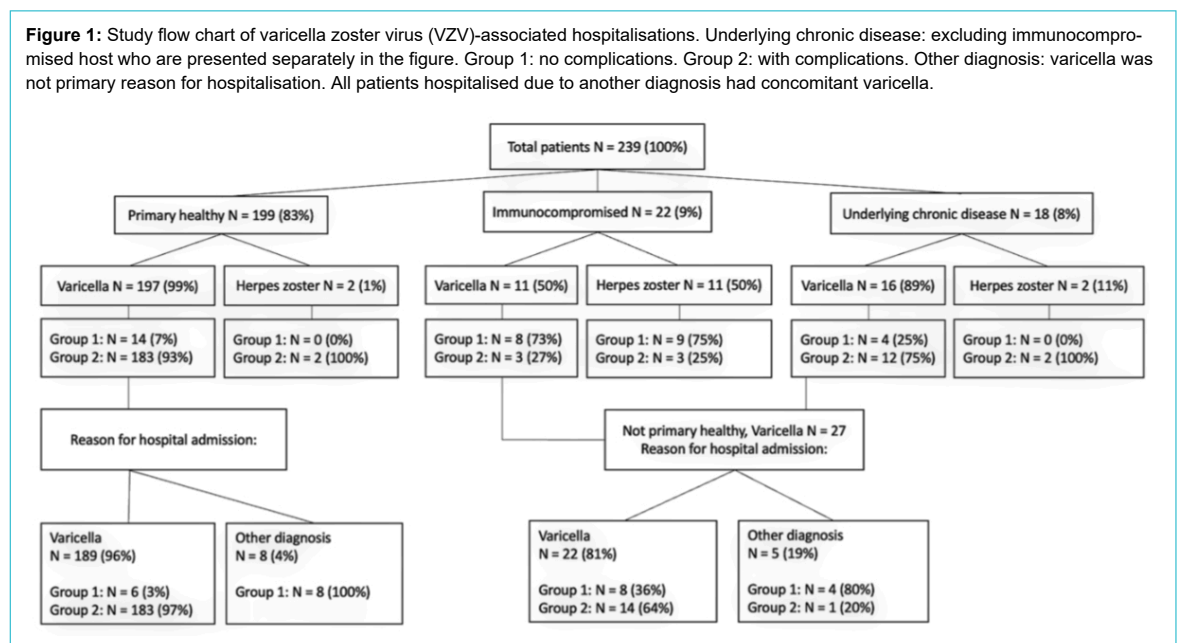 Figure 1: Study flow chart of varicella zoster virus (VZV)-associated hospitalisations. Underlying chronic disease: excluding immunocompro-
mised host who are presented separately in the figure. Group 1: no complications. Group 2: with complications. Other diagnosis: varicella was
not primary reason for hospitalisation. All patients hospitalised due to another diagnosis had concomitant varicella.
Total patients N = 239 (100%)
Primary healthy N = 199 (83%)
Immunocompromised N = 22 (9%)
Underlying chronic disease N = 18 (8%)
Varicella N = 197 (99%)
Herpes zoster N = 2 (1%)
Varicella N = 11 (50%)
Herpes zoster N = 11 (50%)
Varicella N = 16 (89%)
Herpes zoster N = 2 (11%)
Group 1: N = 14 (7%)
Group 2: N = 183 (93%)
Group 1: N = 0 (0%)
Group 2: N = 2 (100%)
Group 1: N = 8 (73%)
Group 2: N = 3 (27%)
Group 1: N = 9 (75%)
Group 2: N = 3 (25%)
Group 1: N = 4 (25%)
Group 2: N = 12 (75%)
Group 1: N = 0 (0%)
Group 2: N = 2 (100%)
Reason for hospital admission:
Not primary healthy, Varicella N = 27
Reason for hospital admission:
Varicella
N = 189 (96%)
Group 1: N = 6 (3%)
Group 2: N = 183 (97%)
Other diagnosis
N = 8 (4%)
Group 1: N = 8 (100%)
Varicella
N = 22 (81%)
Group 1: N = 8 (36%)
Group 2: N = 14 (64%)
Other diagnosis
N = 5 (19%)
Group 1: N = 4 (80%)
Group 2: N = 1 (20%)